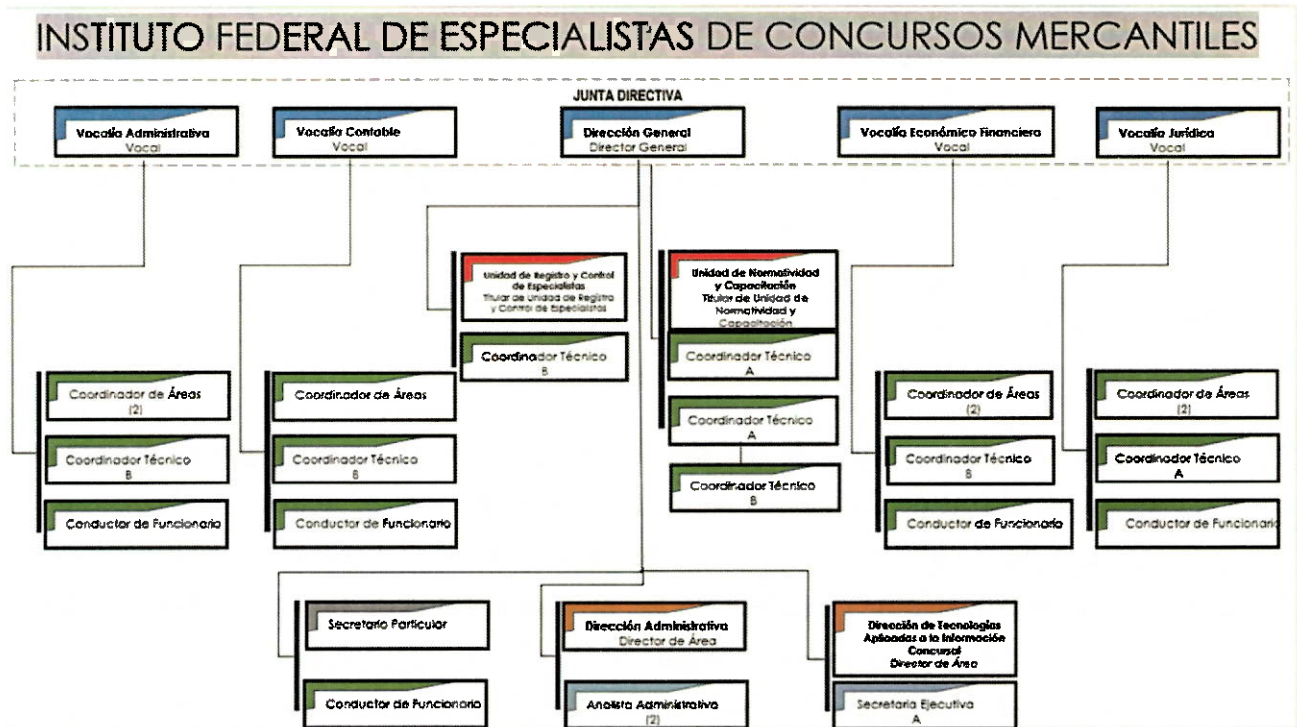 INSTITUTO FEDERAL DE ESPECIALISTAS DE CONCURSOS MERCANTILES
JUNTA DIRECTIVA
Vocalía Administrativa
Vocal
Vocalía Contable
Vocal
Dirección General
Director General
Vocalía Económico Financiera
Vocal
Vocalía Jurídica
Vocal
Unidad de Registro y Control
de Especialistas
Titular de Unidad de Registro
y Control de Especialistas
Coordinador Técnico
B
Unidad de Normatividad
y Capacitación
Titular de Unidad de
Normatividad y
Capacitación
Coordinador Técnico
A
Coordinador Técnico
A
Coordinador Técnico
B
Coordinador de Áreas
(2)
Coordinador Técnico
B
Conductor de Funcionario
Coordinador de Áreas
Coordinador Técnico
B
Conductor de Funcionario
Coordinador de Áreas
(2)
Coordinador Técnico
B
Conductor de Funcionario
Coordinador de Áreas
(2)
Coordinador Técnico
A
Conductor de Funcionario
Secretario Particular
Conductor de Funcionario
Dirección Administrativa
Director de Área
Analista Administrativo
(2)
Dirección de Tecnologías
Aplicadas a la Información
Concursal
Director de Área
Secretaria Ejecutiva
A